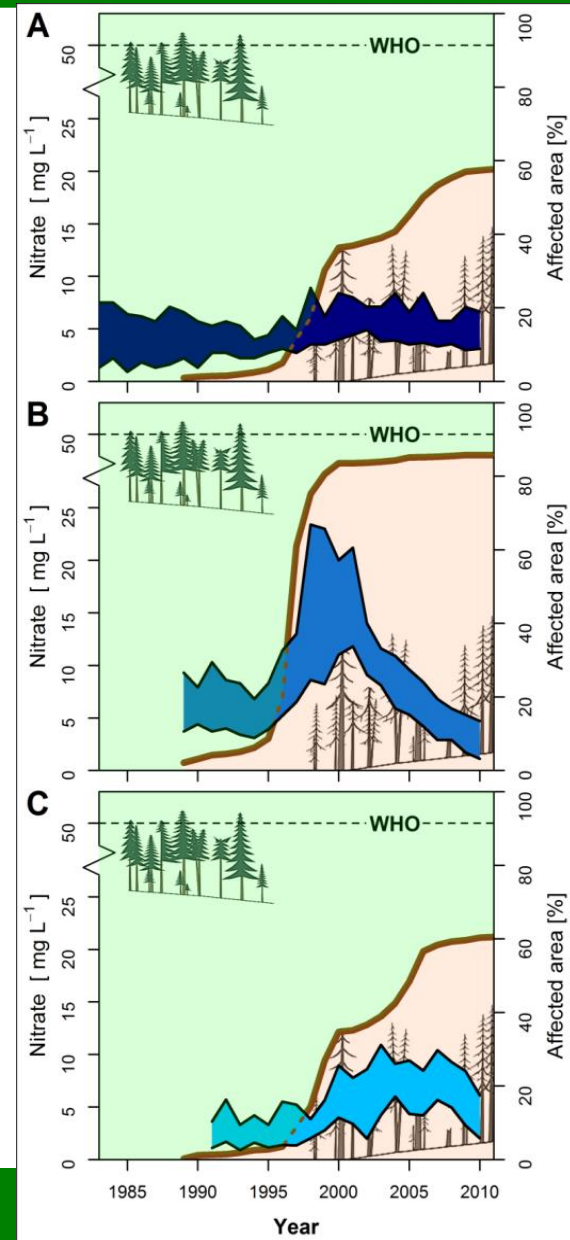 A
WHO
Nitrate [ mg L⁻¹ ]
0 5 10 15 20 25 50
Affected area [%]
0 20 40 60 80 100
B
WHO
Nitrate [ mg L⁻¹ ]
0 5 10 15 20 25 50
Affected area [%]
0 20 40 60 80 100
C
WHO
Nitrate [ mg L⁻¹ ]
0 5 10 15 20 25 50
Affected area [%]
0 20 40 60 80 100
1985 1990 1995 2000 2005 2010
Year